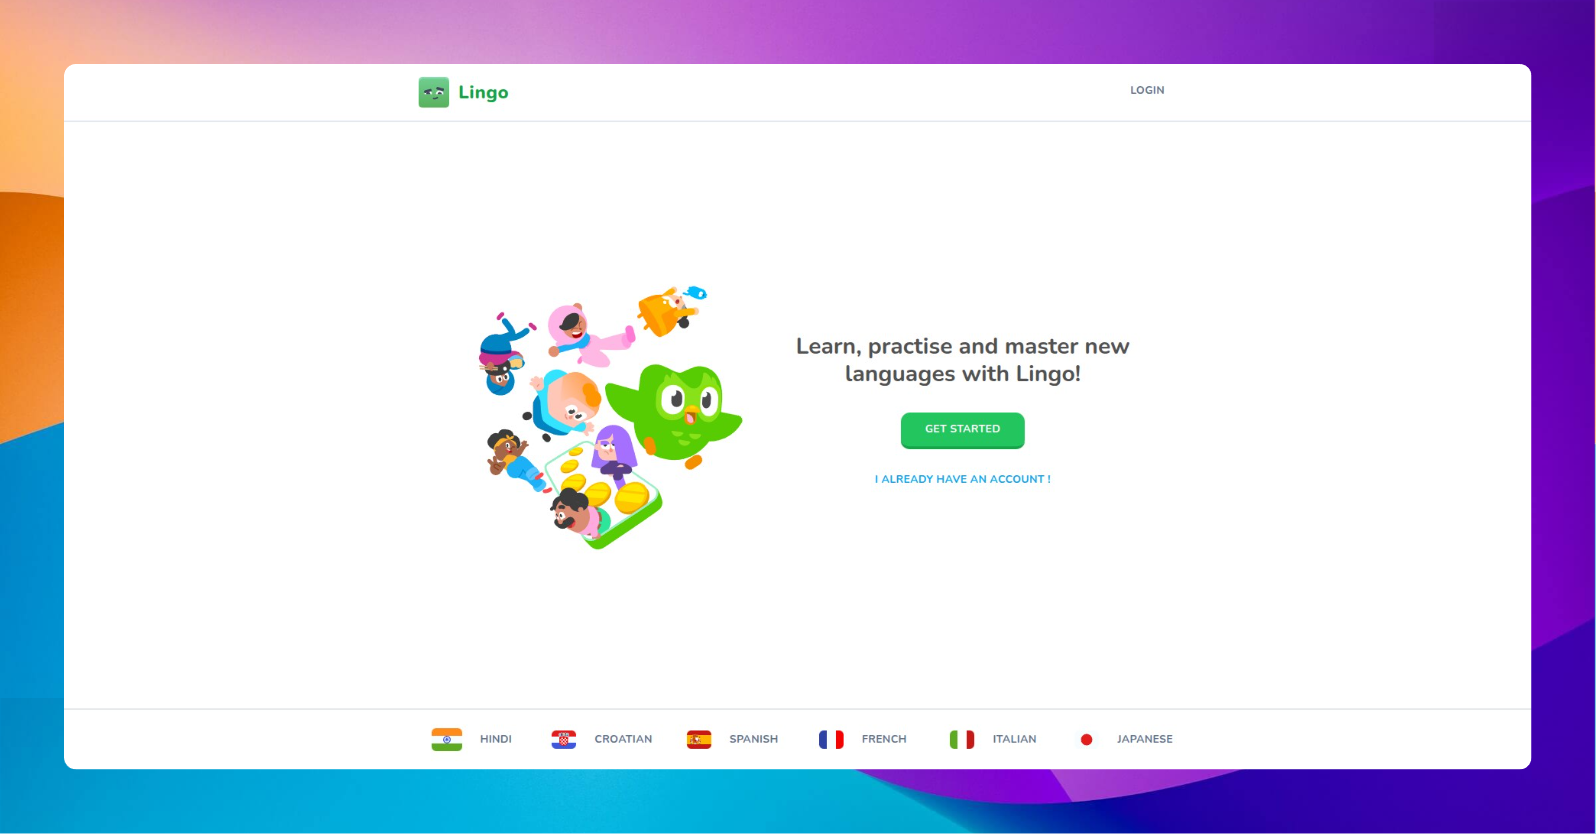 Lingo
LOGIN
Learn, practise and master new
languages with Lingo!
GET STARTED
I ALREADY HAVE AN ACCOUNT !
HINDI
CROATIAN
SPANISH
FRENCH
ITALIAN
JAPANESE